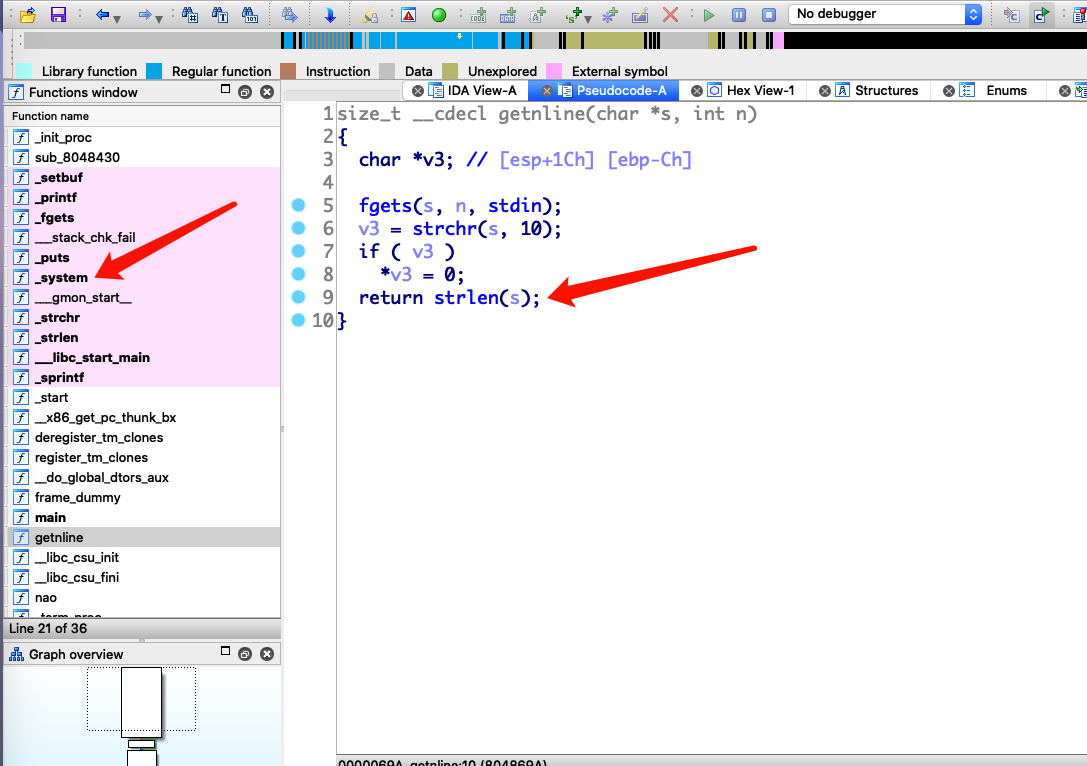 No debugger
Library function
Regular function
Instruction
Data
Unexplored
External symbol
Functions window
IDA View-A
Pseudocode-A
Hex View-1
Structures
Enums
Function name
_init_proc
sub_8048430
_setbuf
_printf
_fgets
___stack_chk_fail
_puts
_system
___gmon_start__
_strchr
_strlen
___libc_start_main
_sprintf
_start
__x86_get_pc_thunk_bx
deregister_tm_clones
register_tm_clones
__do_global_dtors_aux
frame_dummy
main
getnline
__libc_csu_init
__libc_csu_fini
nao
Line 21 of 36
Graph overview
1 size_t __cdecl getnline(char *s, int n)
2 {
3 char *v3; // [esp+1Ch] [ebp-Ch]
4
5 fgets(s, n, stdin);
6 v3 = strchr(s, 10);
7 if ( v3 )
8 *v3 = 0;
9 return strlen(s);
10 }
0000069A getnline:10 (804869A)